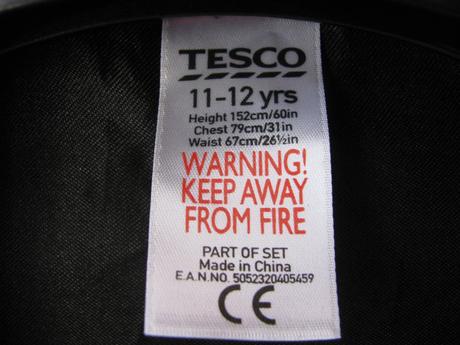 TESCO
11-12 yrs
Height 152cm/60in
Chest 79cm/31in
Waist 67cm/26½in
WARNING!
KEEP AWAY
FROM FIRE
PART OF SET
Made in China
E.A.N.NO. 5052320405459
CE